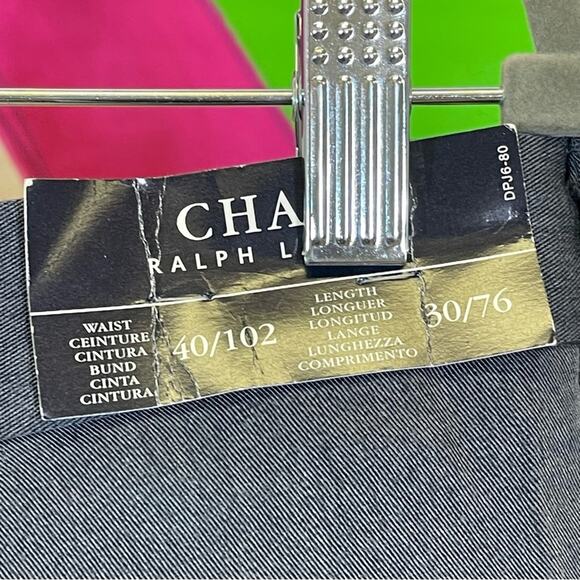 CHA
RALPH L
DPJ6-80
WAIST
CEINTURE
CINTURA
BUND
CINTA
CINTURA
40/102
LENGTH
LONGUER
LONGITUD
LANGE
LUNGHEZZA
COMPRIMENTO
30/76